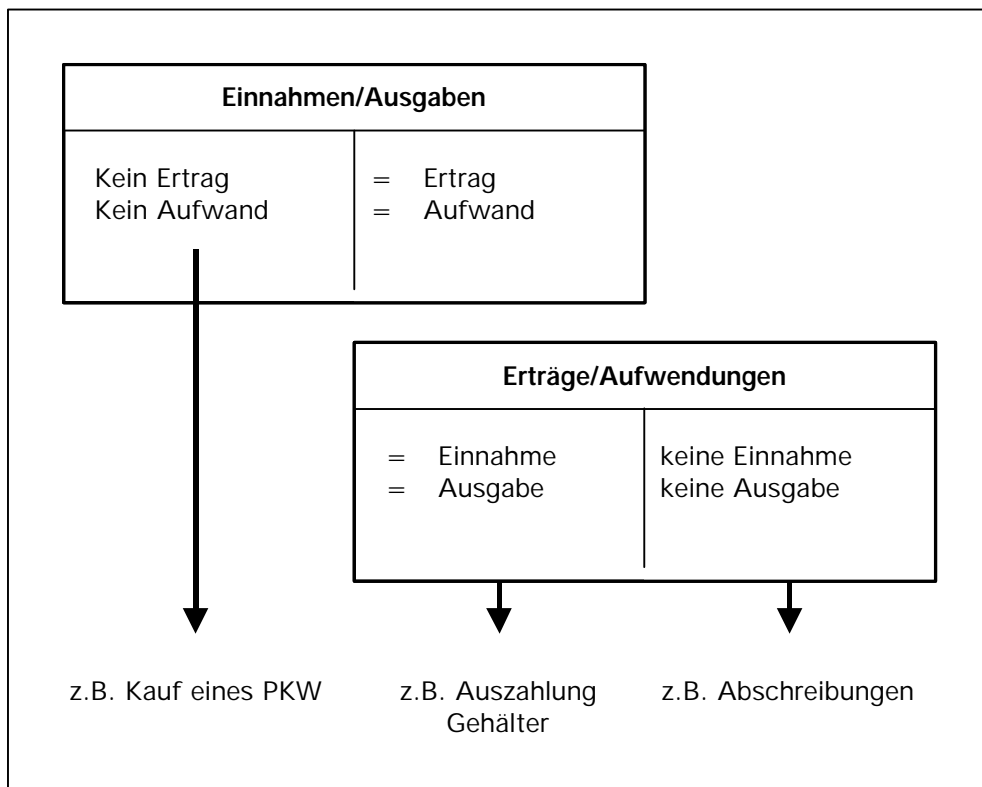 Einnahmen/Ausgaben
Kein Ertrag
Kein Aufwand
= Ertrag
= Aufwand
Erträge/Aufwendungen
= Einnahme
= Ausgabe
keine Einnahme
keine Ausgabe
z.B. Kauf eines PKW
z.B. Auszahlung
Gehälter
z.B. Abschreibungen